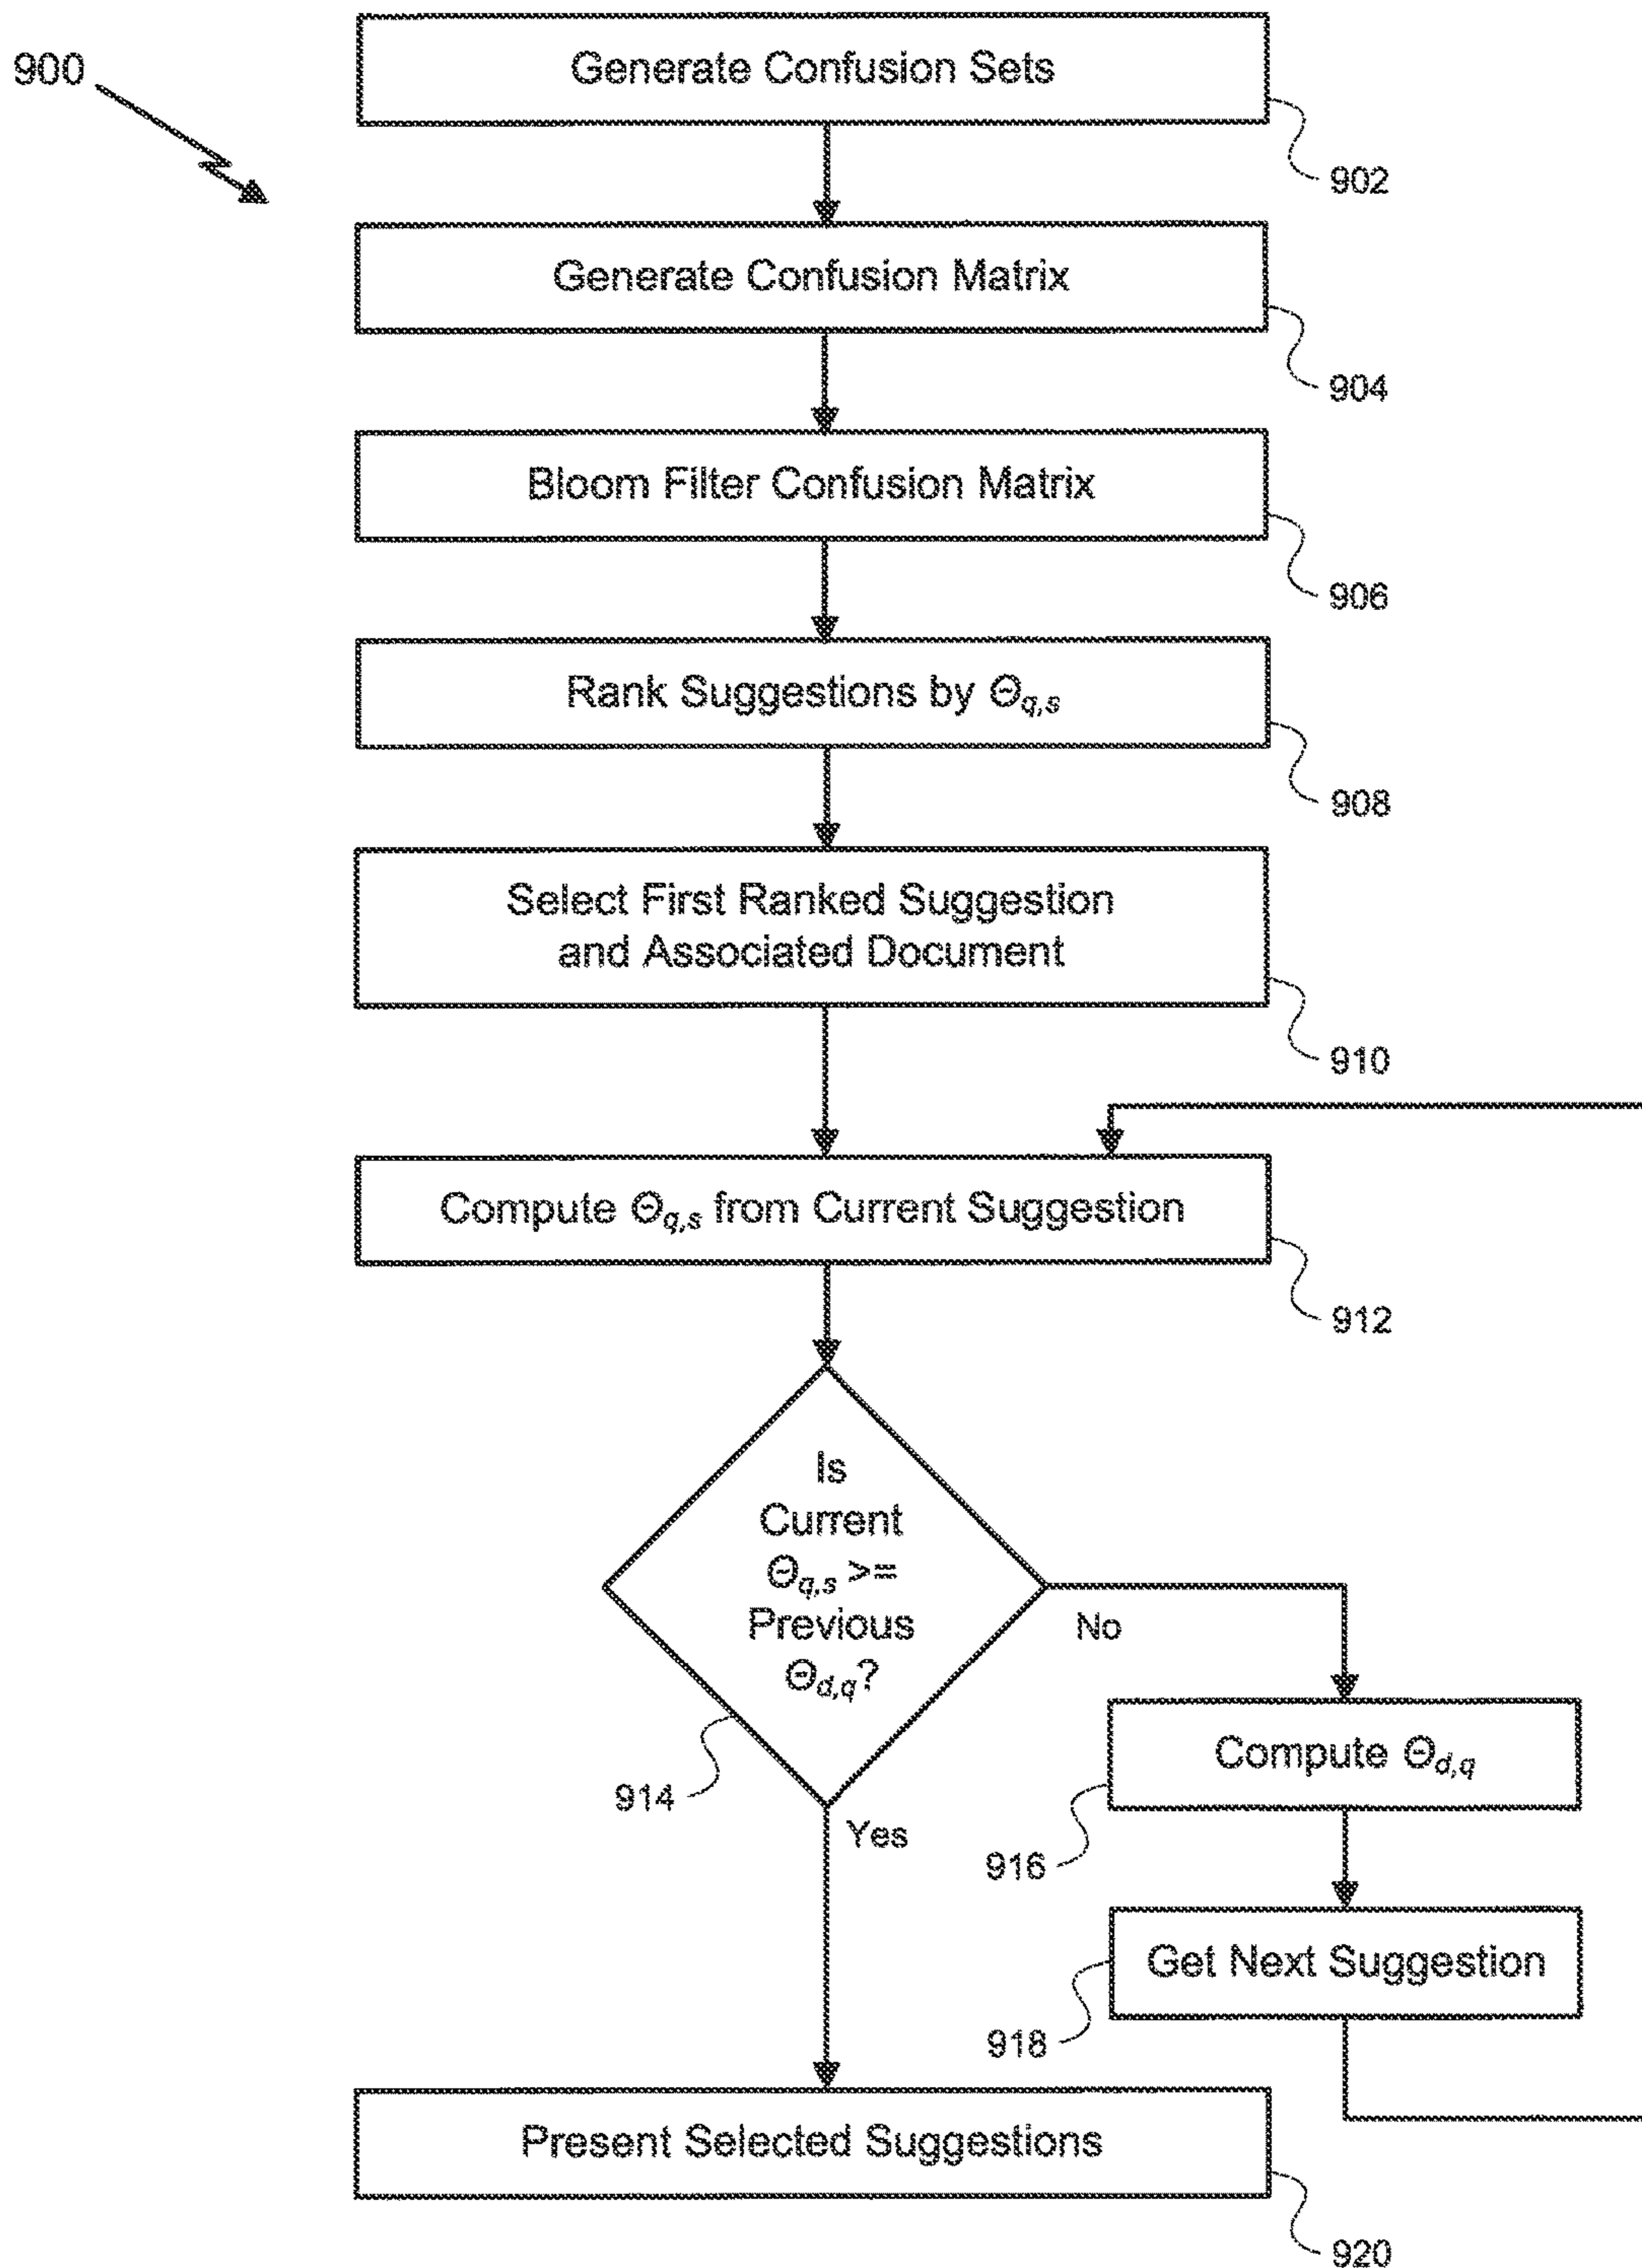 900
Generate Confusion Sets
902
Generate Confusion Matrix
904
Bloom Filter Confusion Matrix
906
Rank Suggestions by Θq,s
908
Select First Ranked Suggestion
and Associated Document
910
Compute Θq,s from Current Suggestion
912
Is
Current
Θq,s >=
Previous
Θd,q?
No
914
Yes
Compute Θd,q
916
Get Next Suggestion
918
Present Selected Suggestions
920